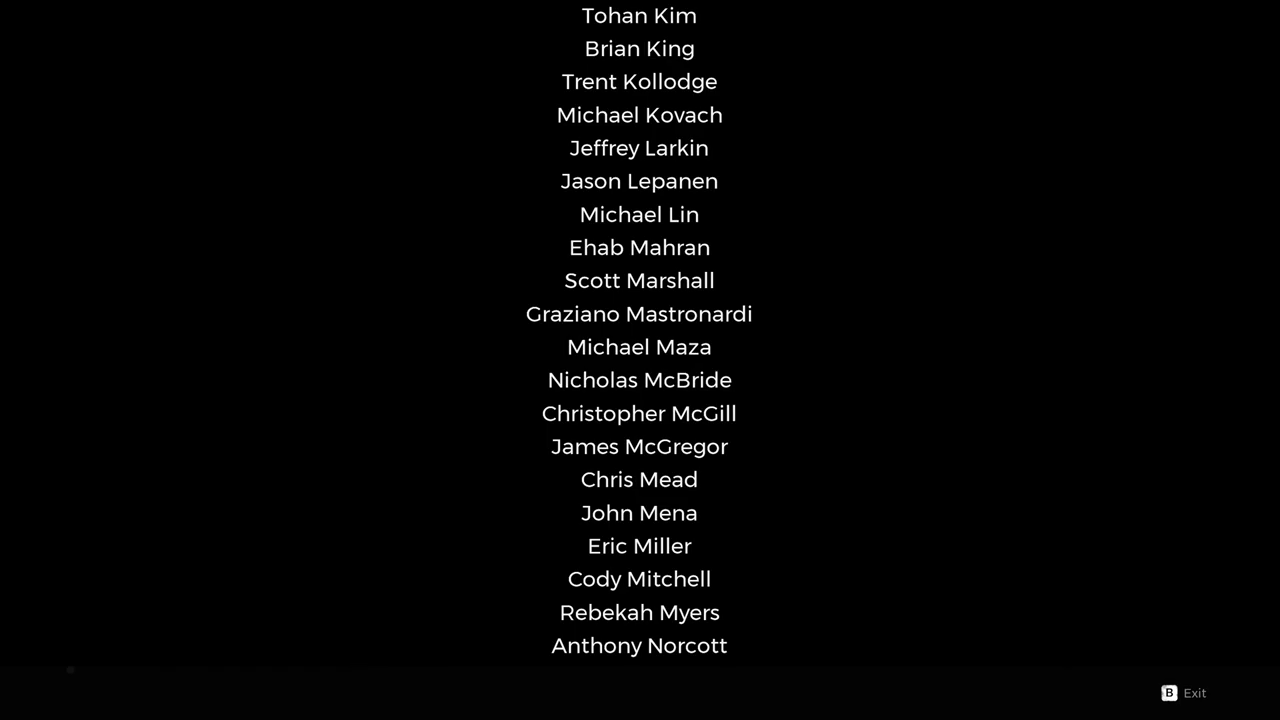 Tohan Kim
Brian King
Trent Kollodge
Michael Kovach
Jeffrey Larkin
Jason Lepanen
Michael Lin
Ehab Mahran
Scott Marshall
Graziano Mastronardi
Michael Maza
Nicholas McBride
Christopher McGill
James McGregor
Chris Mead
John Mena
Eric Miller
Cody Mitchell
Rebekah Myers
Anthony Norcott
B Exit